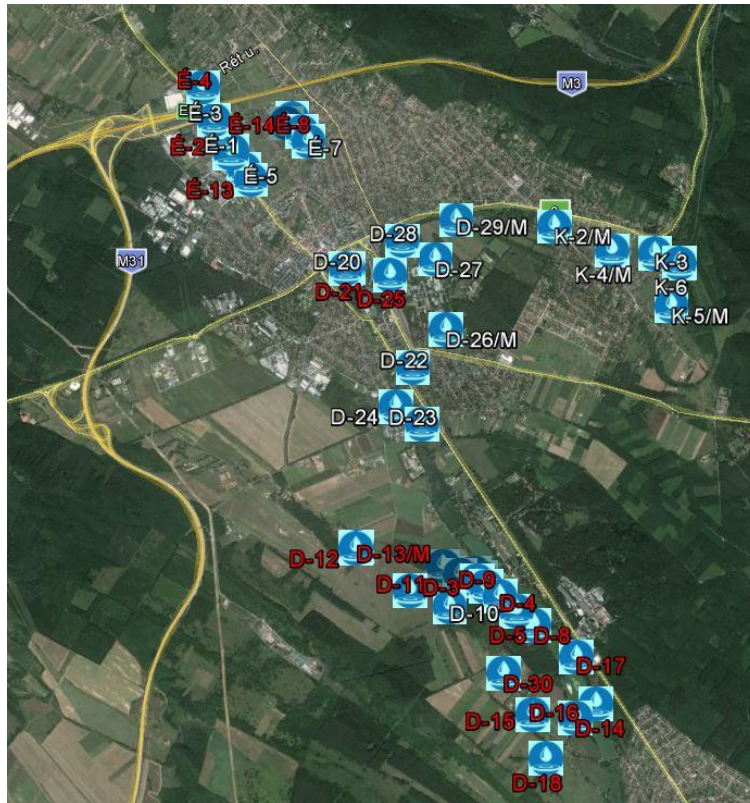 É-4
Rét u.
M3
É-3
É-14
É-8
É-2
É-1
É-7
É-5
É-13
D-29/M
D-28
K-2/M
D-20
D-27
K-4/M
K-3
M31
D-21
D-25
K-6
K-5/M
D-26/M
D-22
D-24
D-23
D-12
D-13/M
D-11
D-3
D-9
D-10
D-4
D-5
D-8
D-17
D-30
D-15
D-16
D-14
D-18